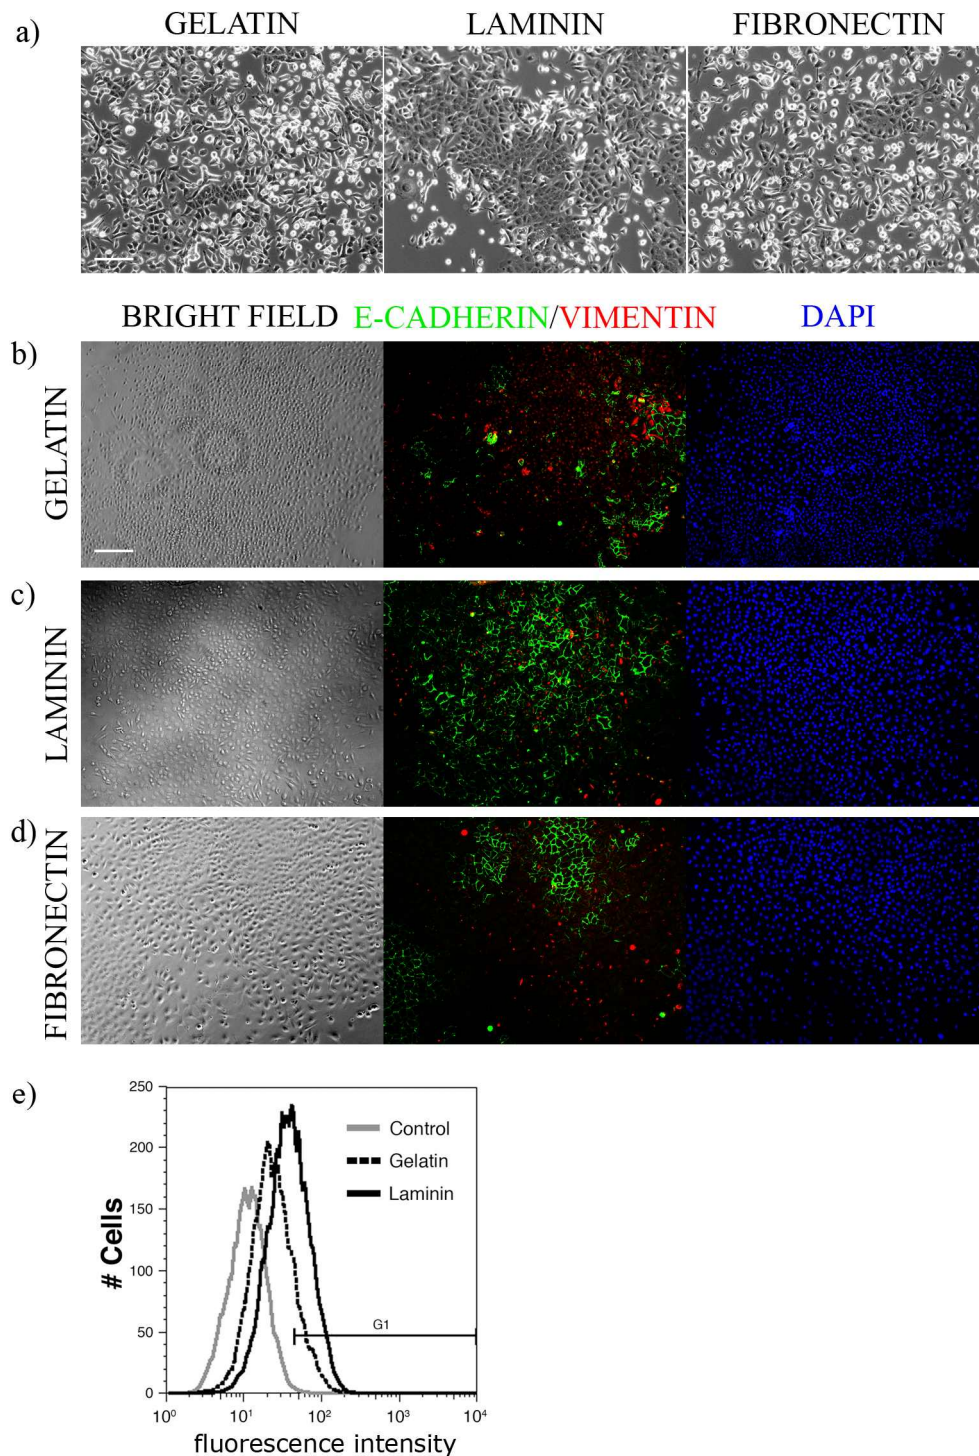 a)
GELATIN LAMININ FIBRONECTIN
BRIGHT FIELD E-CADHERIN/VIMENTIN DAPI
b)
GELATIN
c)
LAMININ
d)
FIBRONECTIN
e)
250
200
150
100
50
0
# Cells
Control
Gelatin
Laminin
G1
10⁰ 10¹ 10² 10³ 10⁴
fluorescence intensity